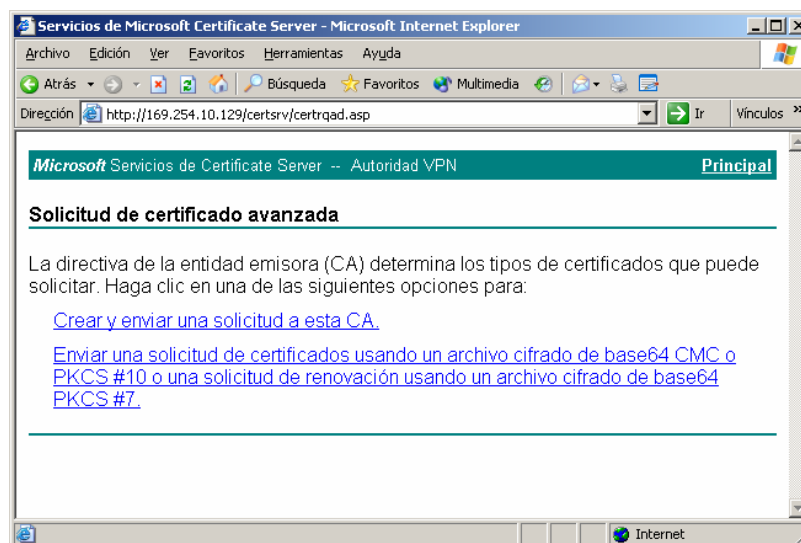 Servicios de Microsoft Certificate Server - Microsoft Internet Explorer
Archivo Edición Ver Favoritos Herramientas Ayuda
Atrás Búsqueda Favoritos Multimedia
Dirección http://169.254.10.129/certsrv/certrqad.asp Ir Vínculos »
Microsoft Servicios de Certificate Server -- Autoridad VPN Principal
Solicitud de certificado avanzada
La directiva de la entidad emisora (CA) determina los tipos de certificados que puede
solicitar. Haga clic en una de las siguientes opciones para:
Crear y enviar una solicitud a esta CA.
Enviar una solicitud de certificados usando un archivo cifrado de base64 CMC o
PKCS #10 o una solicitud de renovación usando un archivo cifrado de base64
PKCS #7.
Internet